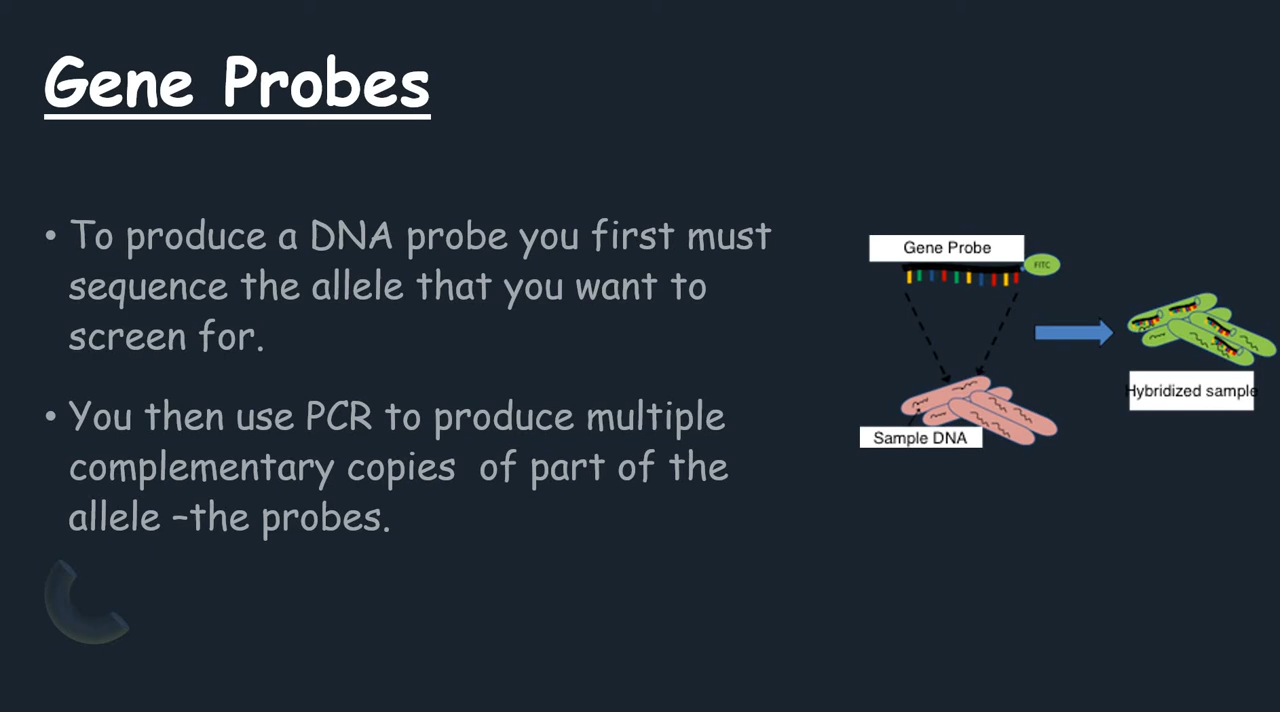 Gene Probes
• To produce a DNA probe you first must
sequence the allele that you want to
screen for.
• You then use PCR to produce multiple
complementary copies  of part of the
allele –the probes.
Gene Probe
FITC
Hybridized sample
Sample DNA